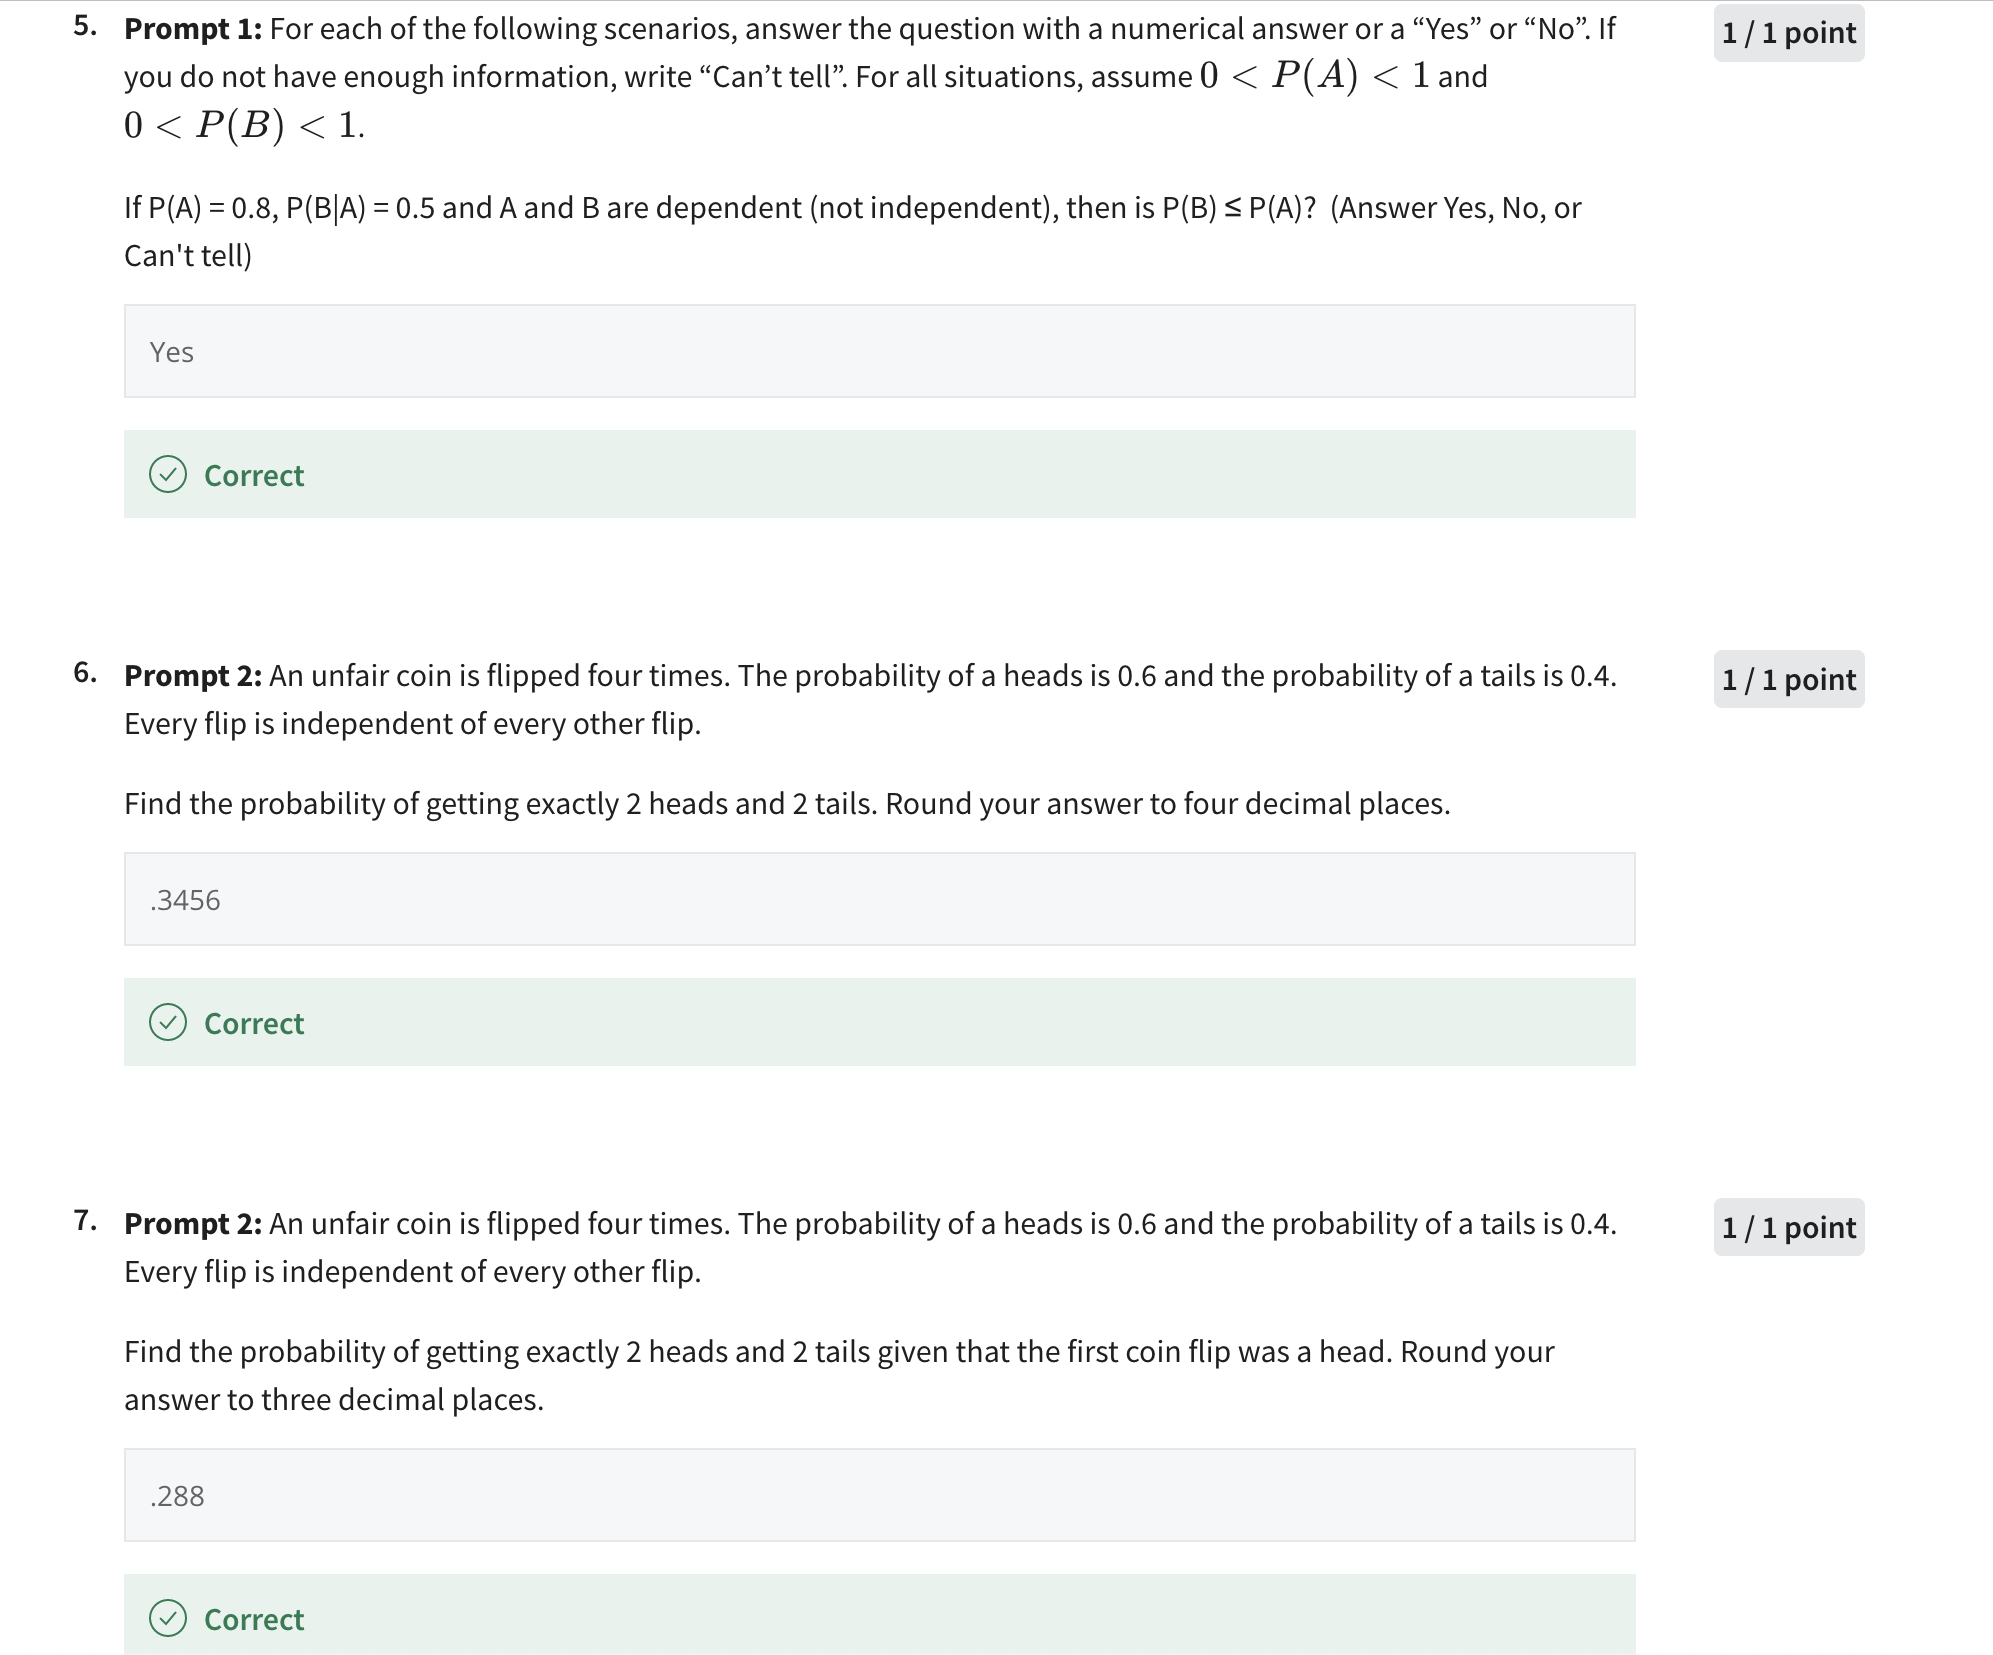 5. Prompt 1: For each of the following scenarios, answer the question with a numerical answer or a “Yes” or “No”. If
1 / 1 point
you do not have enough information, write “Can’t tell”. For all situations, assume 0 < P(A) < 1 and
0 < P(B) < 1.
If P(A) = 0.8, P(B|A) = 0.5 and A and B are dependent (not independent), then is P(B) ≤ P(A)? (Answer Yes, No, or
Can't tell)
Yes
Correct
6. Prompt 2: An unfair coin is flipped four times. The probability of a heads is 0.6 and the probability of a tails is 0.4.
1 / 1 point
Every flip is independent of every other flip.
Find the probability of getting exactly 2 heads and 2 tails. Round your answer to four decimal places.
.3456
Correct
7. Prompt 2: An unfair coin is flipped four times. The probability of a heads is 0.6 and the probability of a tails is 0.4.
1 / 1 point
Every flip is independent of every other flip.
Find the probability of getting exactly 2 heads and 2 tails given that the first coin flip was a head. Round your
answer to three decimal places.
.288
Correct